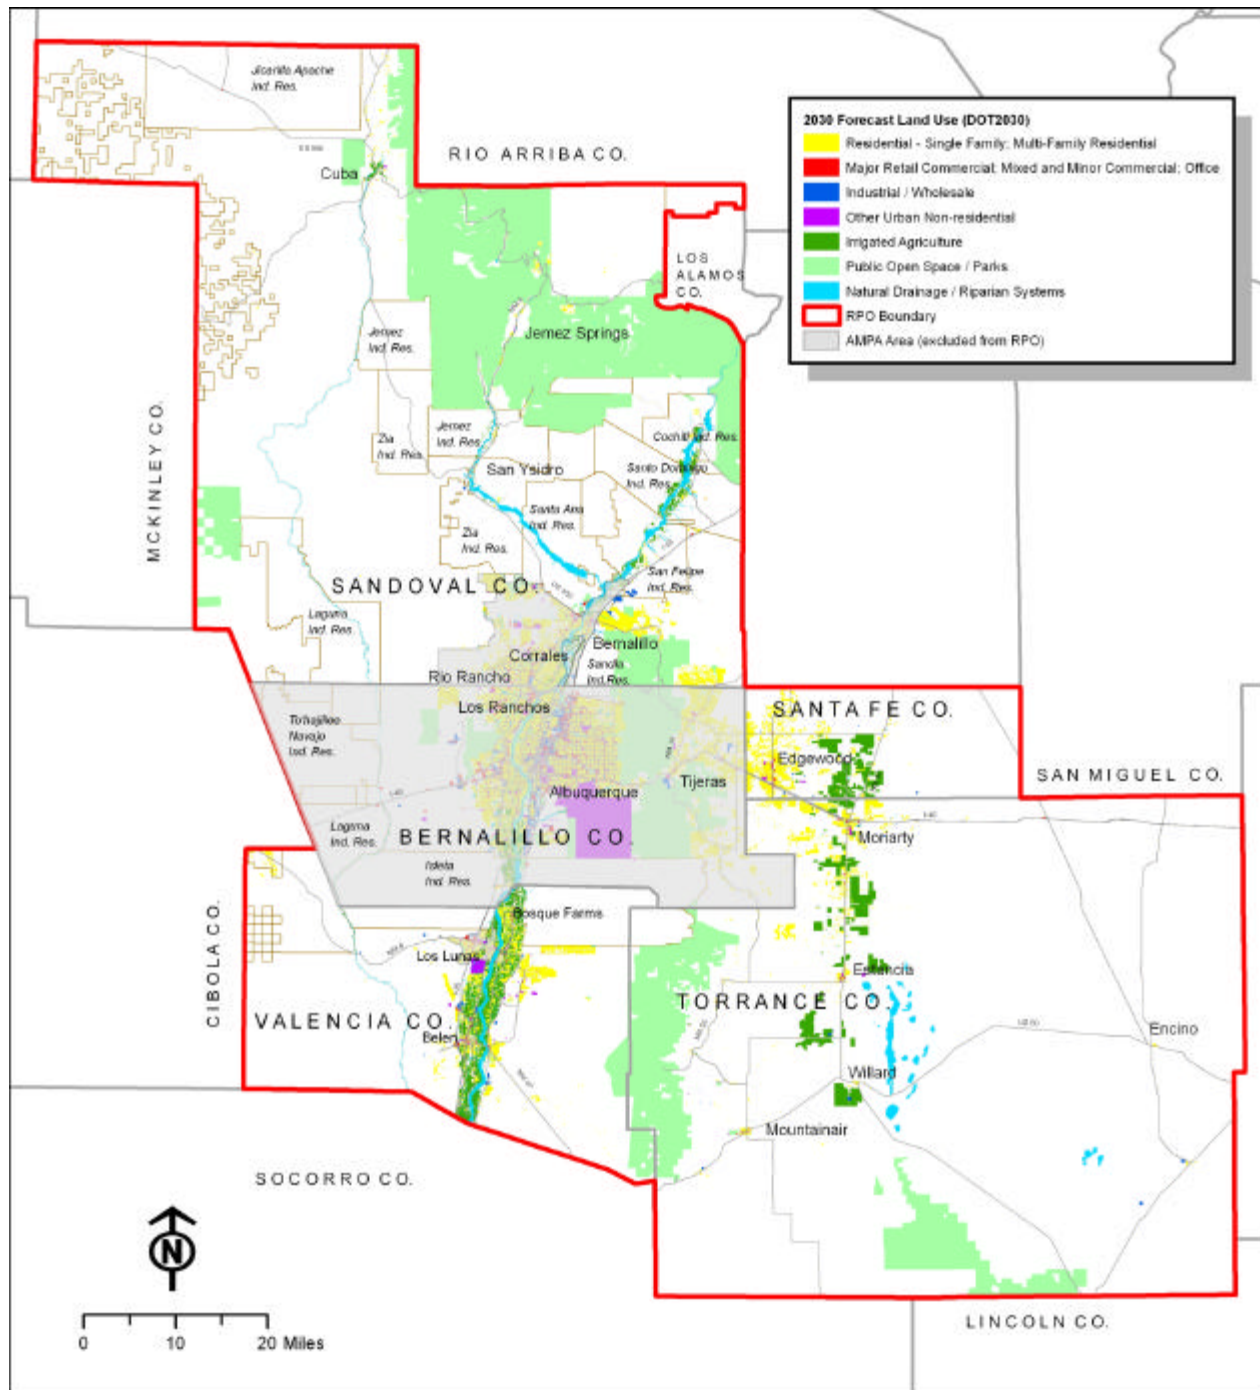 Jicarilla Apache
Ind. Res.
RIO ARRIBA CO.
Cuba
2030 Forecast Land Use (DOT2030)
Residential - Single Family; Multi-Family Residential
Major Retail Commercial; Mixed and Minor Commercial; Office
Industrial / Wholesale
Other Urban Non-residential
Irrigated Agriculture
Public Open Space / Parks
Natural Drainage / Riparian Systems
RPO Boundary
AMPA Area (excluded from RPO)
LOS
ALAMOS
CO.
Jemez
Ind. Res.
Jemez Springs
MCKINLEY CO.
Zia
Ind. Res.
Jemez
Ind. Res.
Cochiti Ind. Res.
San Ysidro
Santo Domingo
Ind. Res.
Santa Ana
Ind. Res.
Zia
Ind. Res.
San Felipe
Ind. Res.
SANDOVAL CO.
Laguna
Ind. Res.
Bernalillo
Corrales
Sandia
Ind. Res.
Rio Rancho
Los Ranchos
SANTA FE CO.
Tohajiilee
Navajo
Ind. Res.
Edgewood
SAN MIGUEL CO.
Tijeras
Albuquerque
I-40
I-40
Laguna
Ind. Res.
BERNALILLO CO.
Moriarty
Isleta
Ind. Res.
Bosque Farms
CIBOLA CO.
Los Lunas
Estancia
TORRANCE CO.
VALENCIA CO.
Belen
Encino
Willard
Mountainair
SOCORRO CO.
N
0 10 20 Miles
LINCOLN CO.